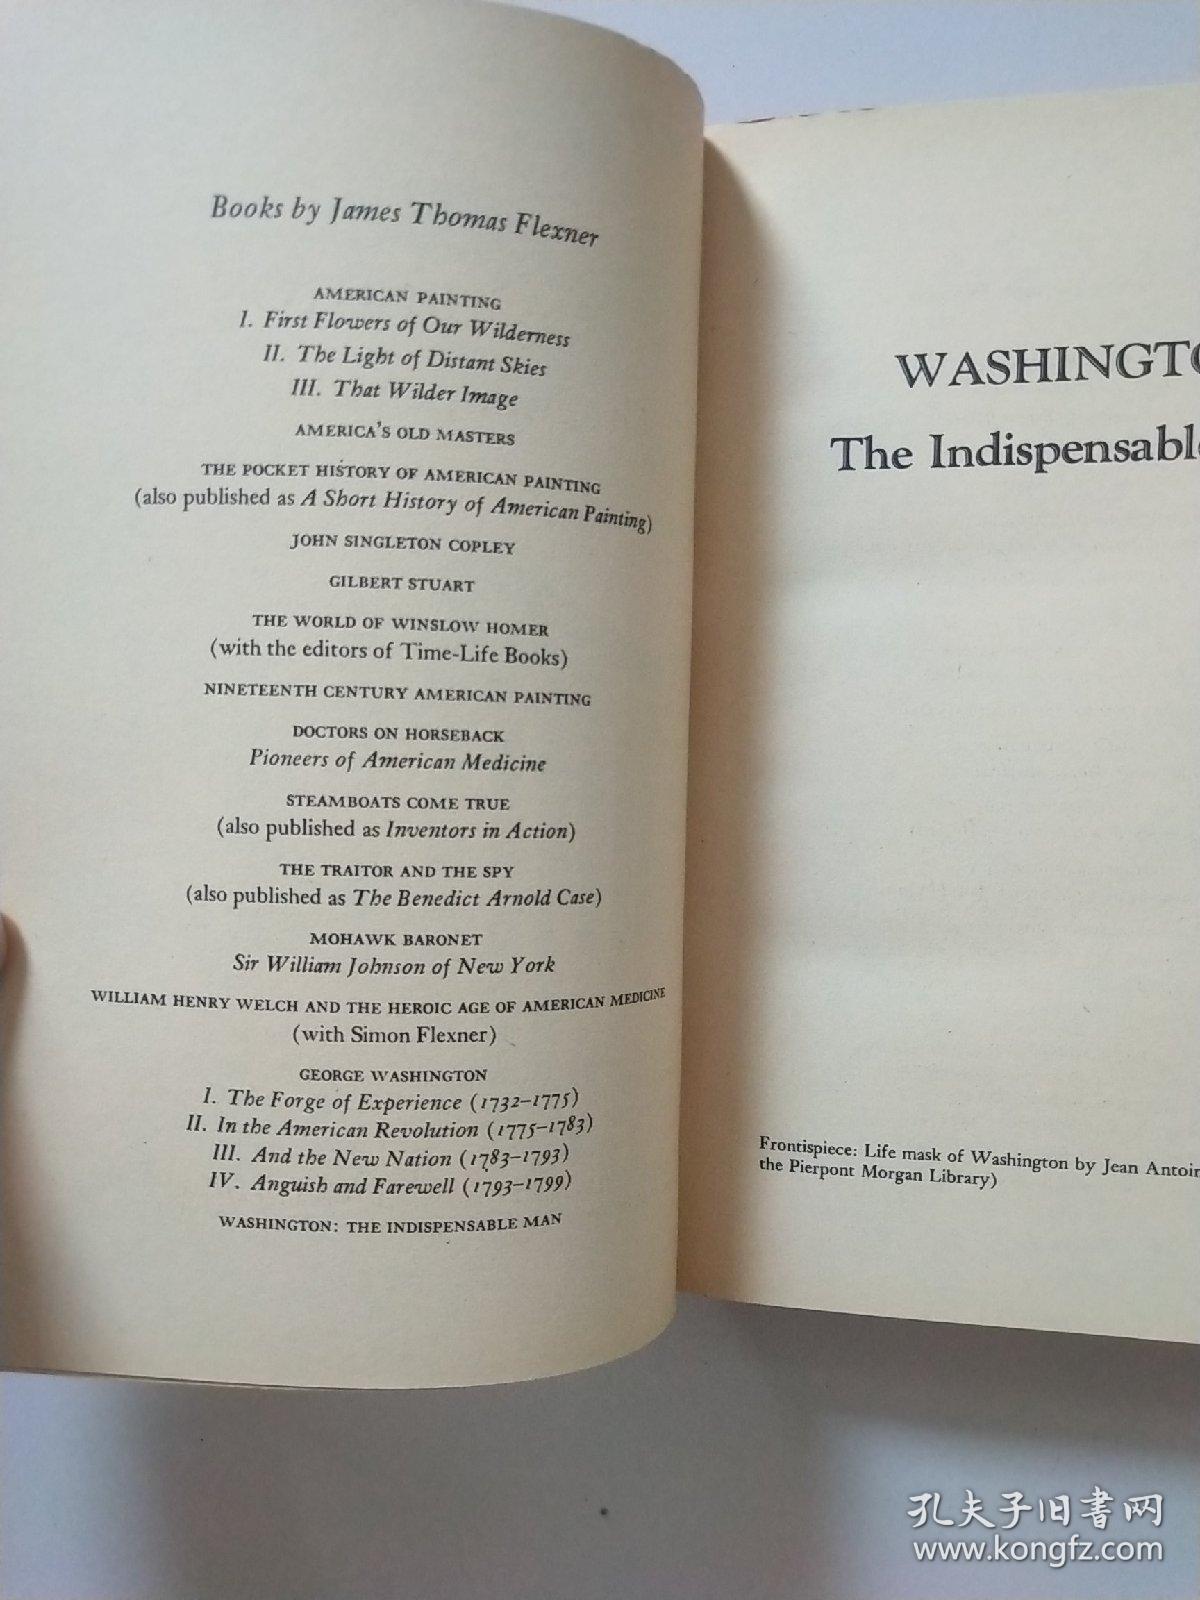 Books by James Thomas Flexner
AMERICAN PAINTING
I. First Flowers of Our Wilderness
II. The Light of Distant Skies
III. That Wilder Image
AMERICA'S OLD MASTERS
THE POCKET HISTORY OF AMERICAN PAINTING
(also published as A Short History of American Painting)
JOHN SINGLETON COPLEY
GILBERT STUART
THE WORLD OF WINSLOW HOMER
(with the editors of Time-Life Books)
NINETEENTH CENTURY AMERICAN PAINTING
DOCTORS ON HORSEBACK
Pioneers of American Medicine
STEAMBOATS COME TRUE
(also published as Inventors in Action)
THE TRAITOR AND THE SPY
(also published as The Benedict Arnold Case)
MOHAWK BARONET
Sir William Johnson of New York
WILLIAM HENRY WELCH AND THE HEROIC AGE OF AMERICAN MEDICINE
(with Simon Flexner)
GEORGE WASHINGTON
I. The Forge of Experience (1732–1775)
II. In the American Revolution (1775–1783)
III. And the New Nation (1783–1793)
IV. Anguish and Farewell (1793–1799)
WASHINGTON: THE INDISPENSABLE MAN
WASHINGTO
The Indispensable
Frontispiece: Life mask of Washington by Jean Antoin
the Pierpont Morgan Library)
孔夫子旧书网
www.kongfz.com